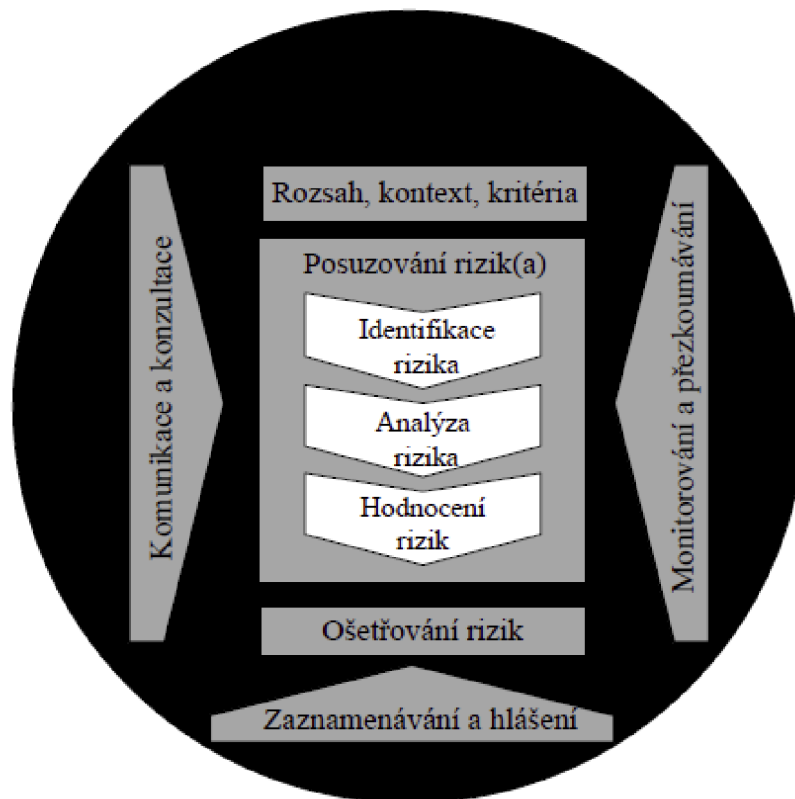 Rozsah, kontext, kritéria
Posuzování rizik(a)
Identifikace
rizika
Analýza
rizika
Hodnocení
rizik
Ošetřování rizik
Zaznamenávání a hlášení
Komunikace a konzultace
Monitorování a přezkoumávání